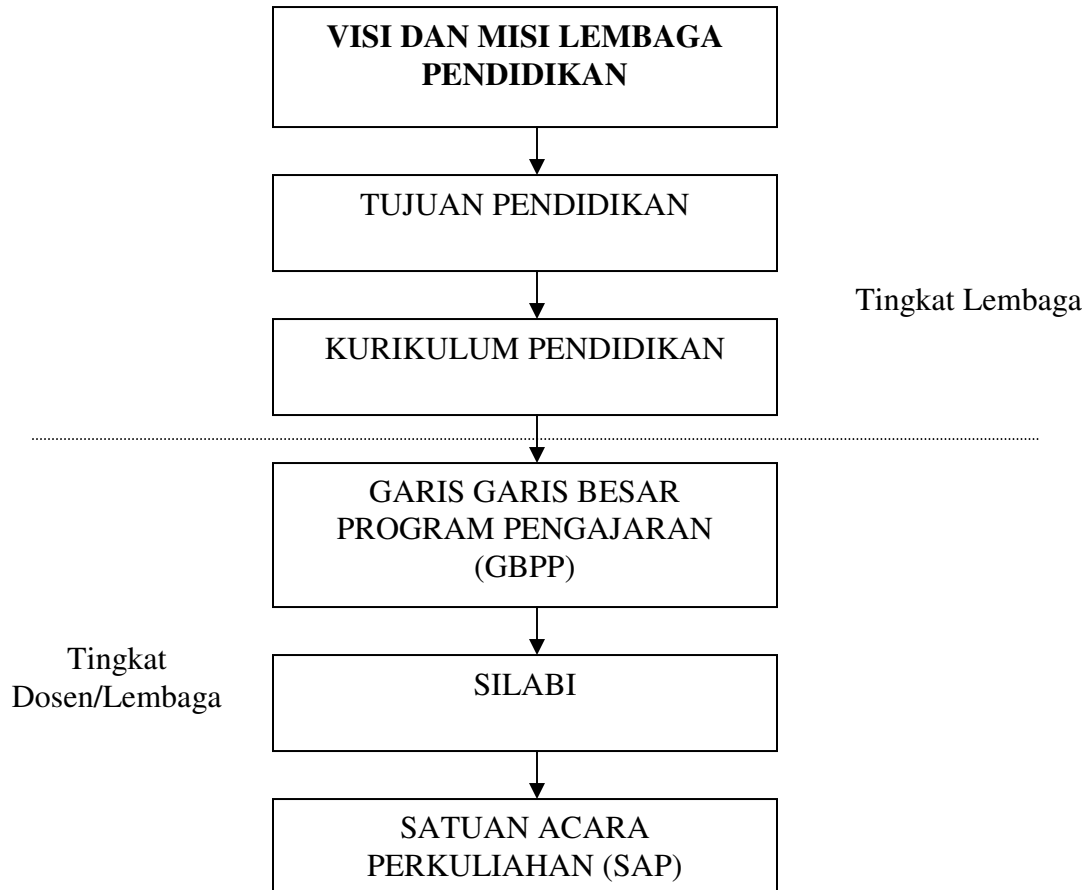 VISI DAN MISI LEMBAGA
PENDIDIKAN
TUJUAN PENDIDIKAN
Tingkat Lembaga
KURIKULUM PENDIDIKAN
GARIS GARIS BESAR
PROGRAM PENGAJARAN
(GBPP)
Tingkat
Dosen/Lembaga
SILABI
SATUAN ACARA
PERKULIAHAN (SAP)